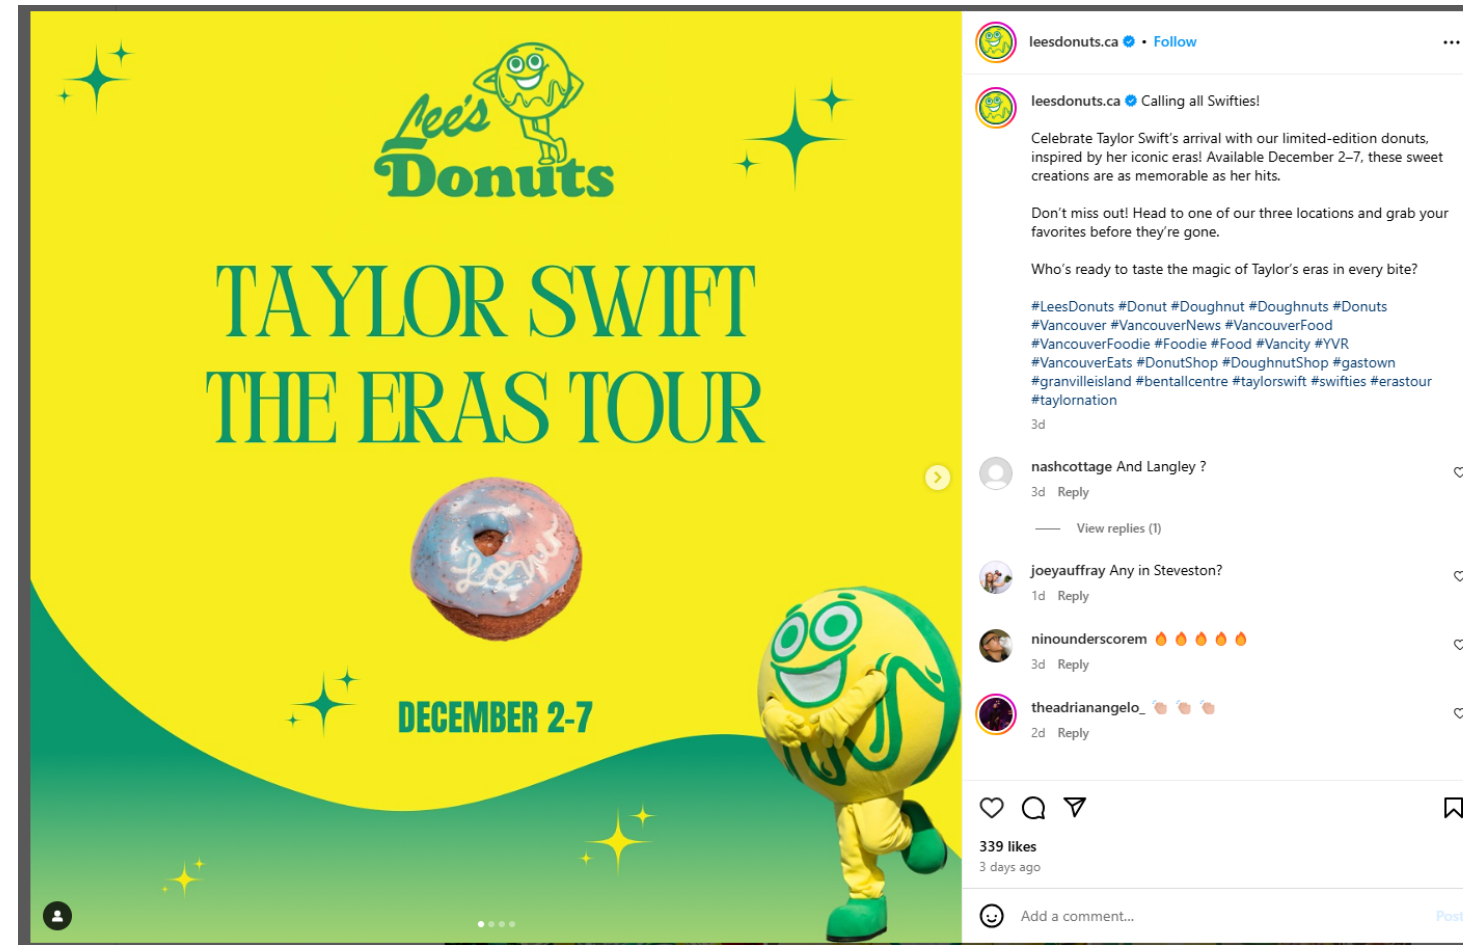 Lee's
Donuts
TAYLOR SWIFT
THE ERAS TOUR
Lover
DECEMBER 2-7
leesdonuts.ca • Follow
leesdonuts.ca Calling all Swifties!
Celebrate Taylor Swift's arrival with our limited-edition donuts,
inspired by her iconic eras! Available December 2–7, these sweet
creations are as memorable as her hits.
Don't miss out! Head to one of our three locations and grab your
favorites before they're gone.
Who's ready to taste the magic of Taylor's eras in every bite?
#LeesDonuts #Donut #Doughnut #Doughnuts #Donuts
#Vancouver #VancouverNews #VancouverFood
#VancouverFoodie #Foodie #Food #Vancity #YVR
#VancouverEats #DonutShop #DoughnutShop #gastown
#granvilleisland #bentallcentre #taylorswift #swifties #erastour
#taylornation
3d
nashcottage And Langley ?
3d Reply
View replies (1)
joeyauffray Any in Steveston?
1d Reply
ninounderscorem 🔥🔥🔥🔥🔥
3d Reply
theadrianangelo_ 👏🏼👏🏼👏🏼
2d Reply
339 likes
3 days ago
Add a comment...
Post